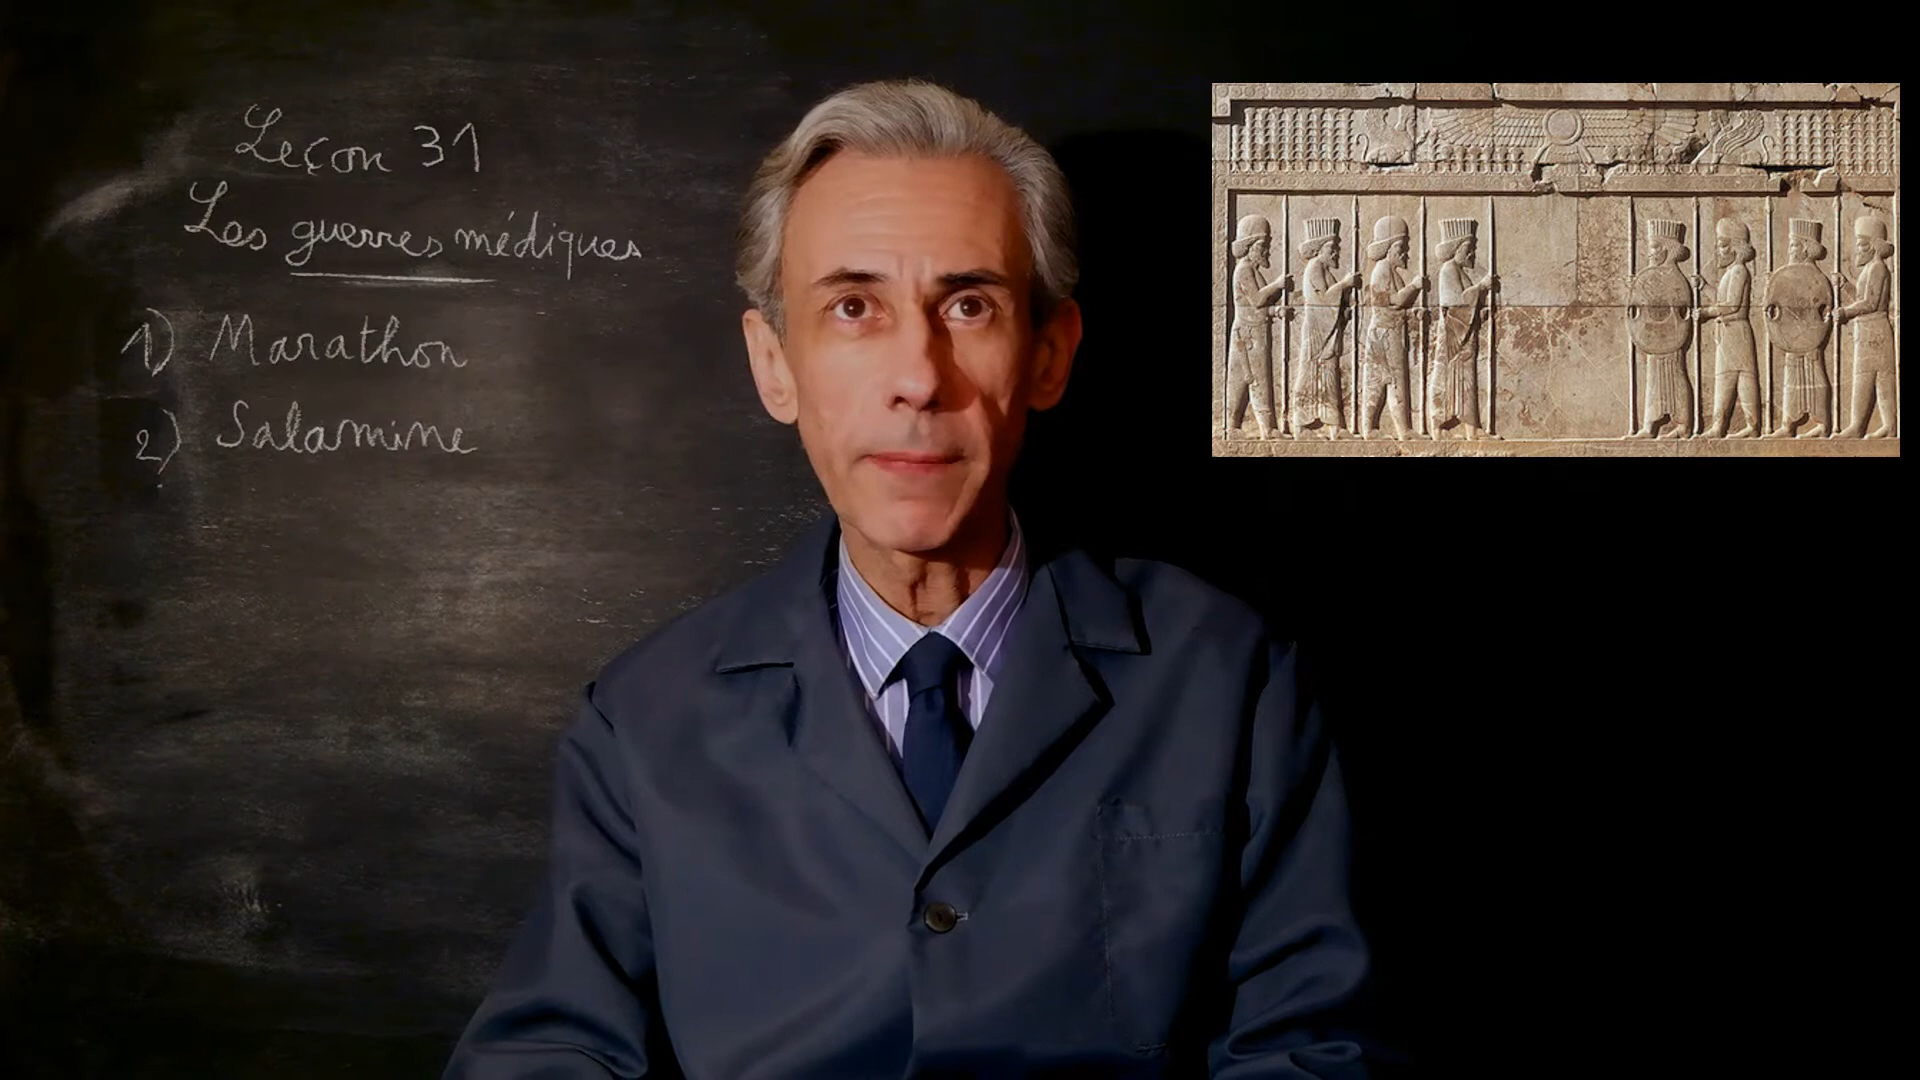 Leçon 31
Les guerres médiques
1) Marathon
2) Salamine